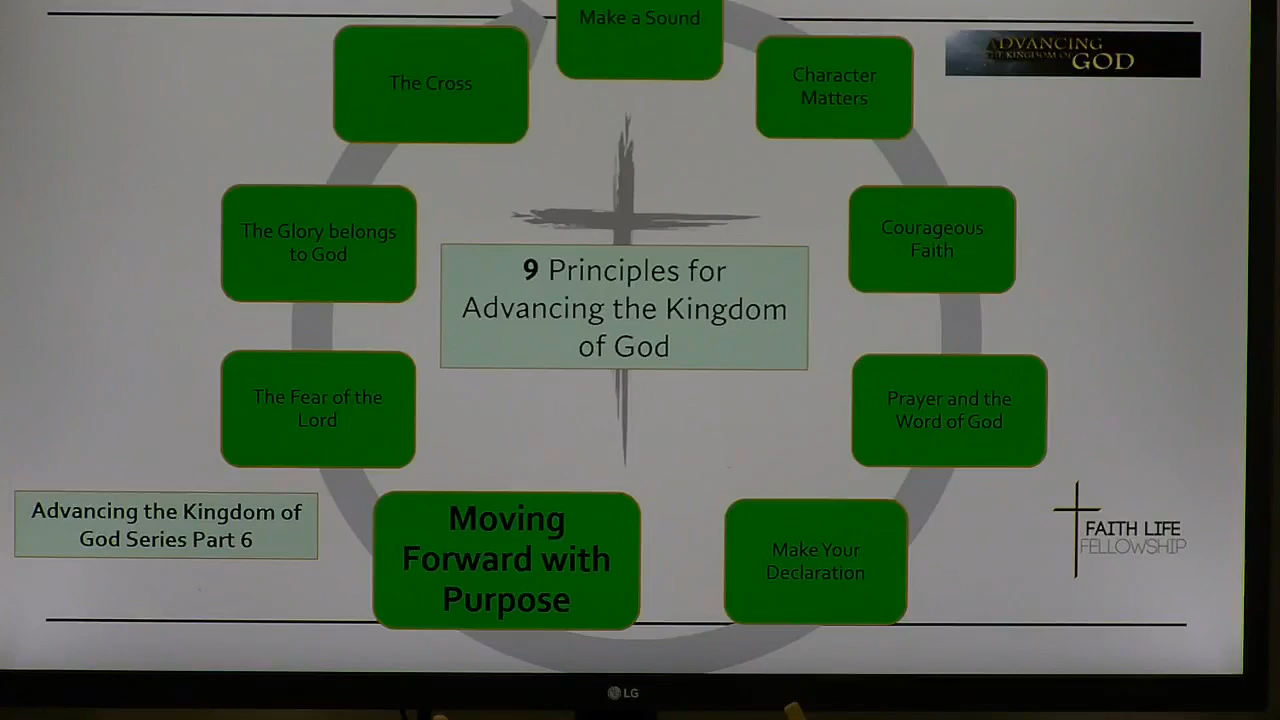 Make a Sound
The Cross
Character
Matters
ADVANCING
THE KINGDOM OF
GOD
The Glory belongs
to God
Courageous
Faith
9 Principles for
Advancing the Kingdom
of God
The Fear of the
Lord
Prayer and the
Word of God
Advancing the Kingdom of
God Series Part 6
Moving
Forward with
Purpose
Make Your
Declaration
FAITH LIFE
FELLOWSHIP
LG